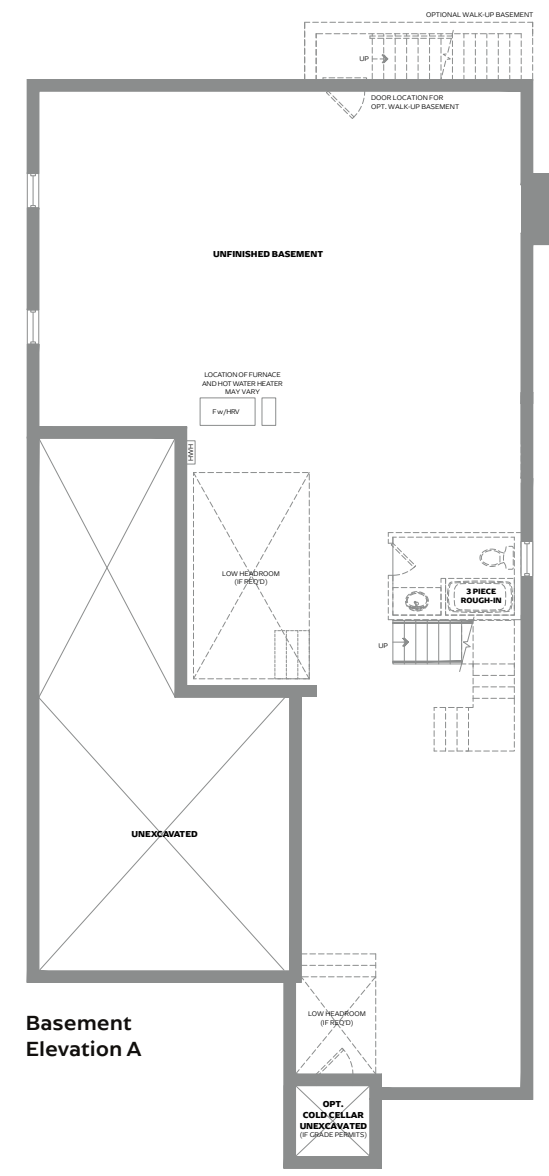 OPTIONAL WALK-UP BASEMENT
UP
DOOR LOCATION FOR
OPT. WALK-UP BASEMENT
UNFINISHED BASEMENT
LOCATION OF FURNACE
AND HOT WATER HEATER
MAY VARY
F w/HRV
HWH
LOW HEADROOM
(IF REQ'D)
3 PIECE
ROUGH-IN
UP
UNEXCAVATED
LOW HEADROOM
(IF REQ'D)
Basement
Elevation A
OPT.
COLD CELLAR
UNEXCAVATED
(IF GRADE PERMITS)